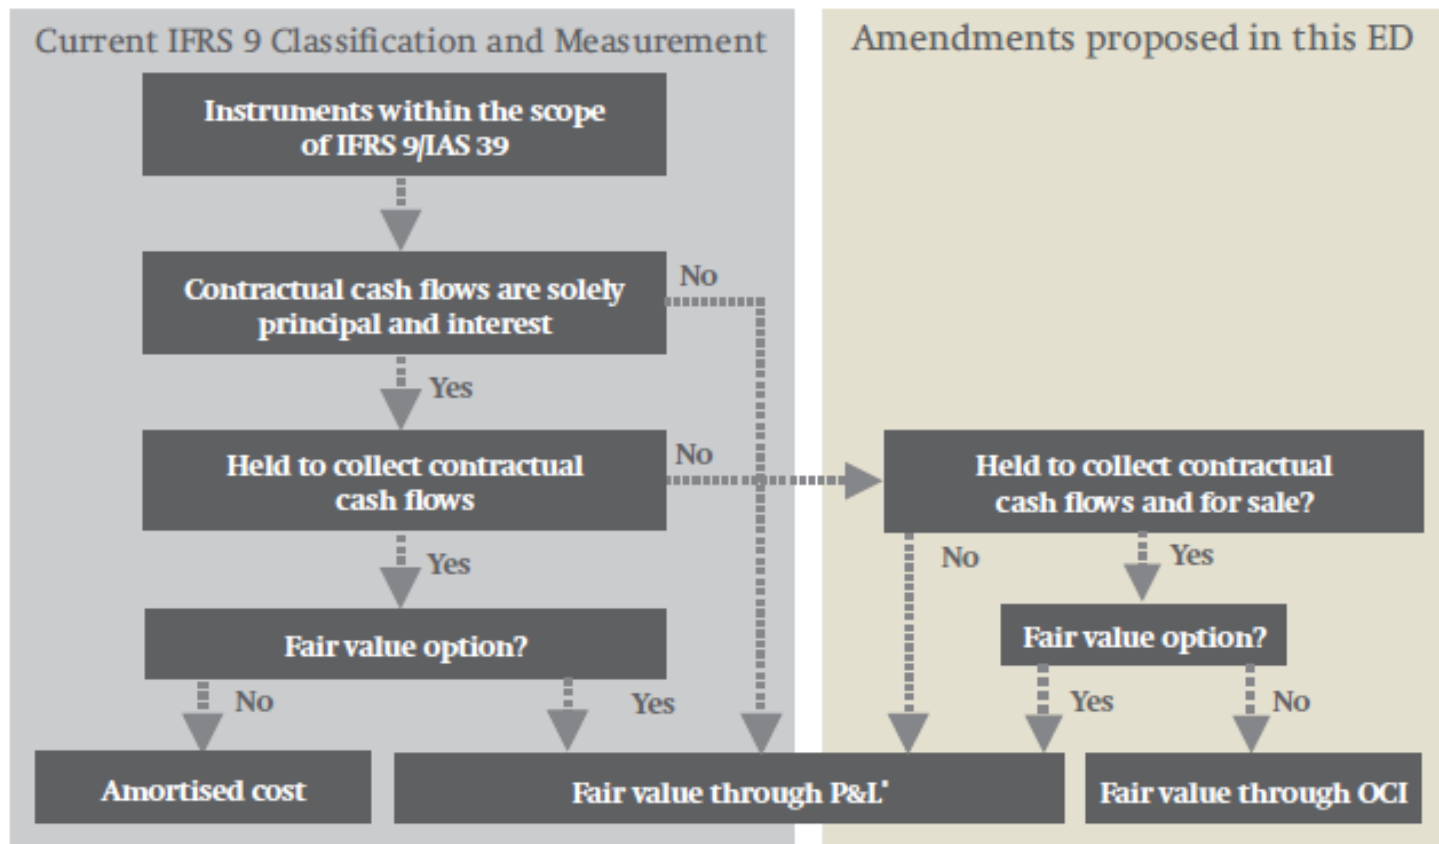 Current IFRS 9 Classification and Measurement
Amendments proposed in this ED
Instruments within the scope
of IFRS 9/IAS 39
Contractual cash flows are solely
principal and interest
No
Yes
Held to collect contractual
cash flows
No
Held to collect contractual
cash flows and for sale?
Yes
No
Yes
Fair value option?
Fair value option?
No
Yes
Yes
No
Amortised cost
Fair value through P&L*
Fair value through OCI